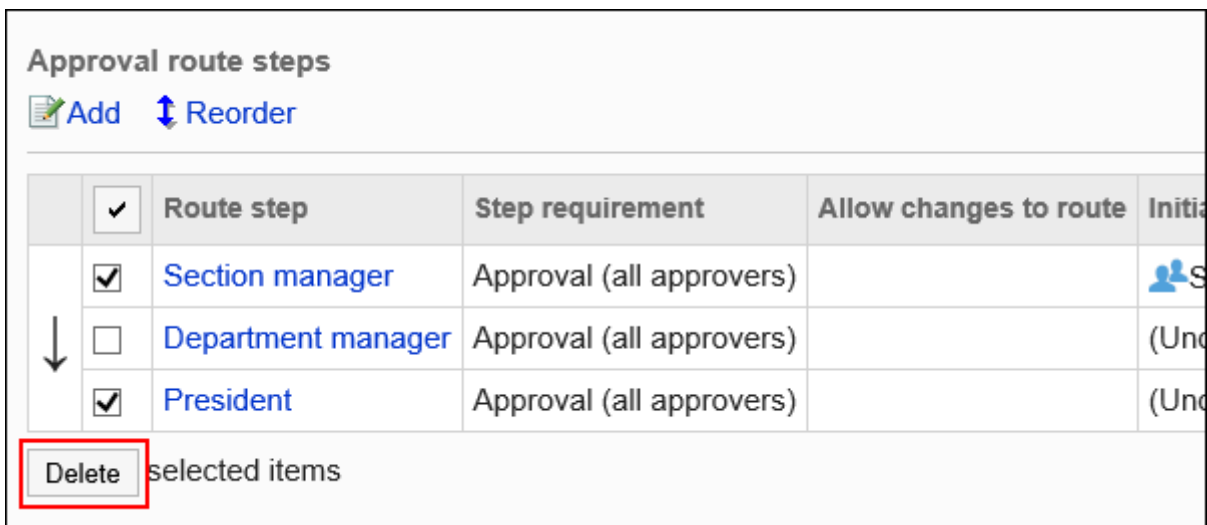 Approval route steps
Add Reorder
Route step Step requirement Allow changes to route
Section manager Approval (all approvers)
Department manager Approval (all approvers)
President Approval (all approvers)
Delete selected items